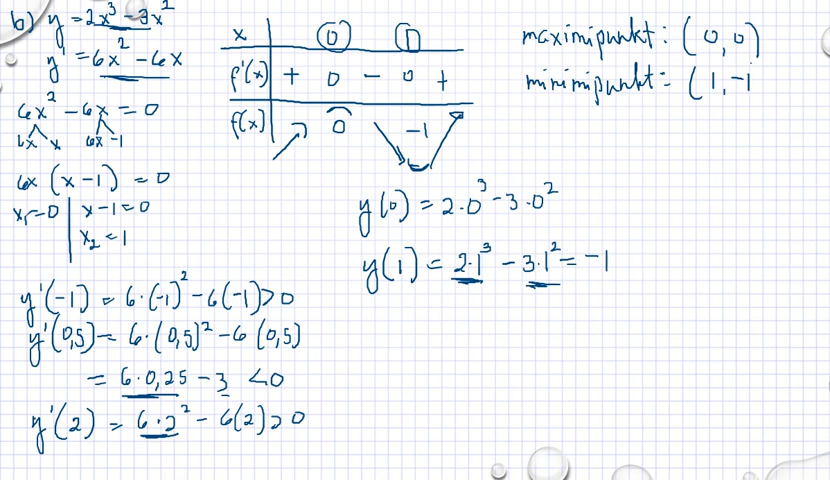 b) y = 2x³ - 3x²
y' = 6x² - 6x
6x² - 6x = 0
6x x 6x -1
6x (x - 1) = 0
x₁ = 0 | x - 1 = 0
x₂ = 1
y'(-1) = 6·(-1)² - 6(-1) > 0
y'(0,5) = 6·(0,5)² - 6(0,5)
= 6·0,25 - 3 < 0
y'(2) = 6·2² - 6(2) > 0
x 0 1
f'(x) + 0 - 0 +
f(x) ↗ 0 ↘ -1 ↗
y(0) = 2·0³ - 3·0²
y(1) = 2·1³ - 3·1² = -1
maximipunkt: (0,0)
minimipunkt: (1,-1